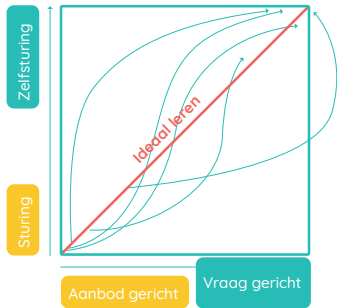 Zelfsturing
Ideaal leren
Sturing
Aanbod gericht
Vraag gericht